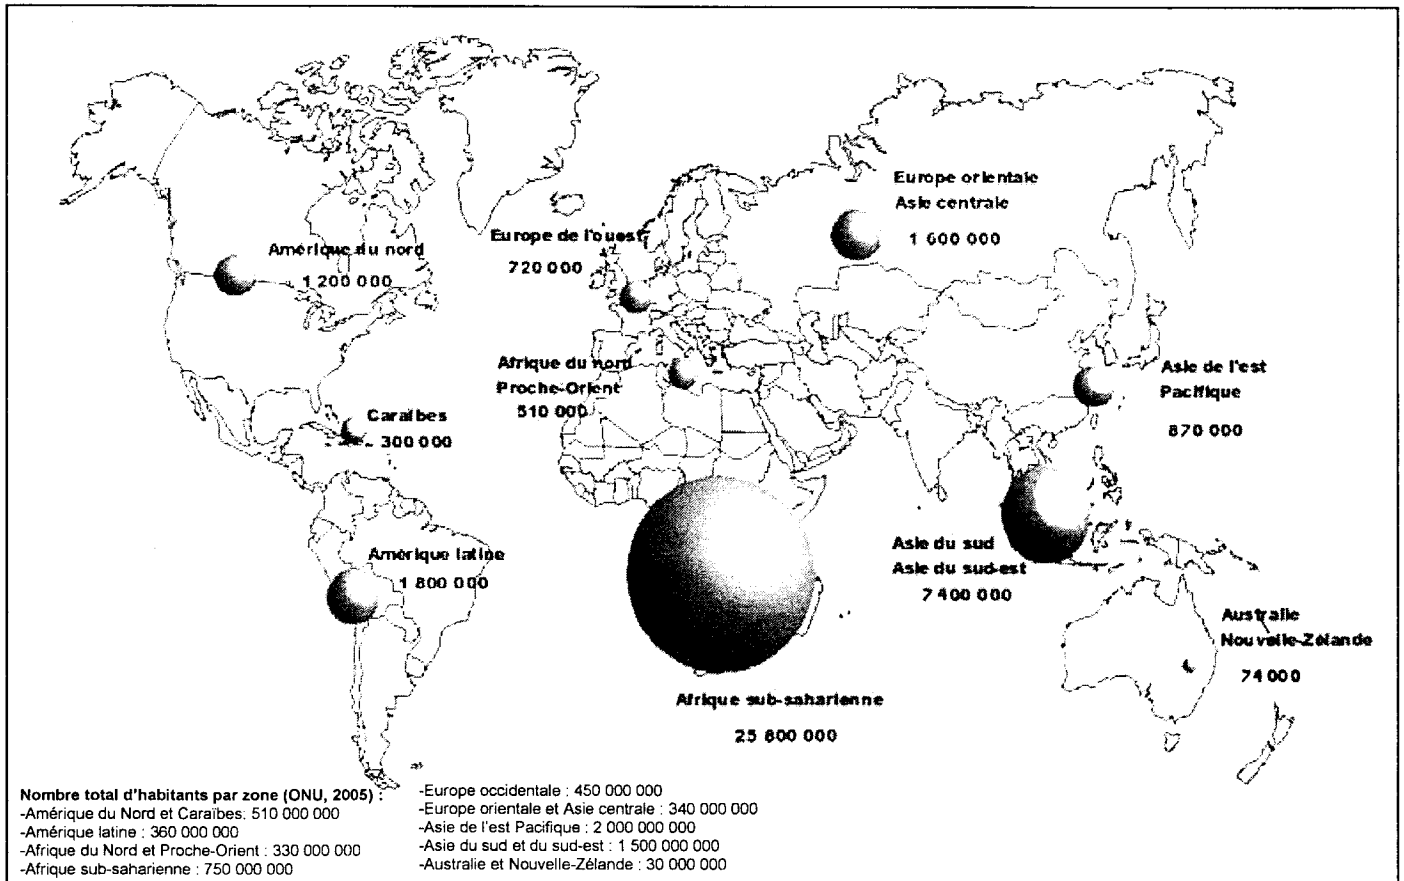 Europe orientale
Asie centrale
1 600 000
Amérique du nord
1 200 000
Europe de l'ouest
720 000
Afrique du nord
Proche-Orient
510 000
Asie de l'est
Pacifique
870 000
Caraïbes
300 000
Amérique latine
1 800 000
Asie du sud
Asie du sud-est
7 400 000
Australie
Nouvelle-Zélande
74 000
Afrique sub-saharienne
25 800 000
Nombre total d'habitants par zone (ONU, 2005) :
-Amérique du Nord et Caraïbes: 510 000 000
-Amérique latine : 360 000 000
-Afrique du Nord et Proche-Orient : 330 000 000
-Afrique sub-saharienne : 750 000 000
-Europe occidentale : 450 000 000
-Europe orientale et Asie centrale : 340 000 000
-Asie de l'est Pacifique : 2 000 000 000
-Asie du sud et du sud-est : 1 500 000 000
-Australie et Nouvelle-Zélande : 30 000 000